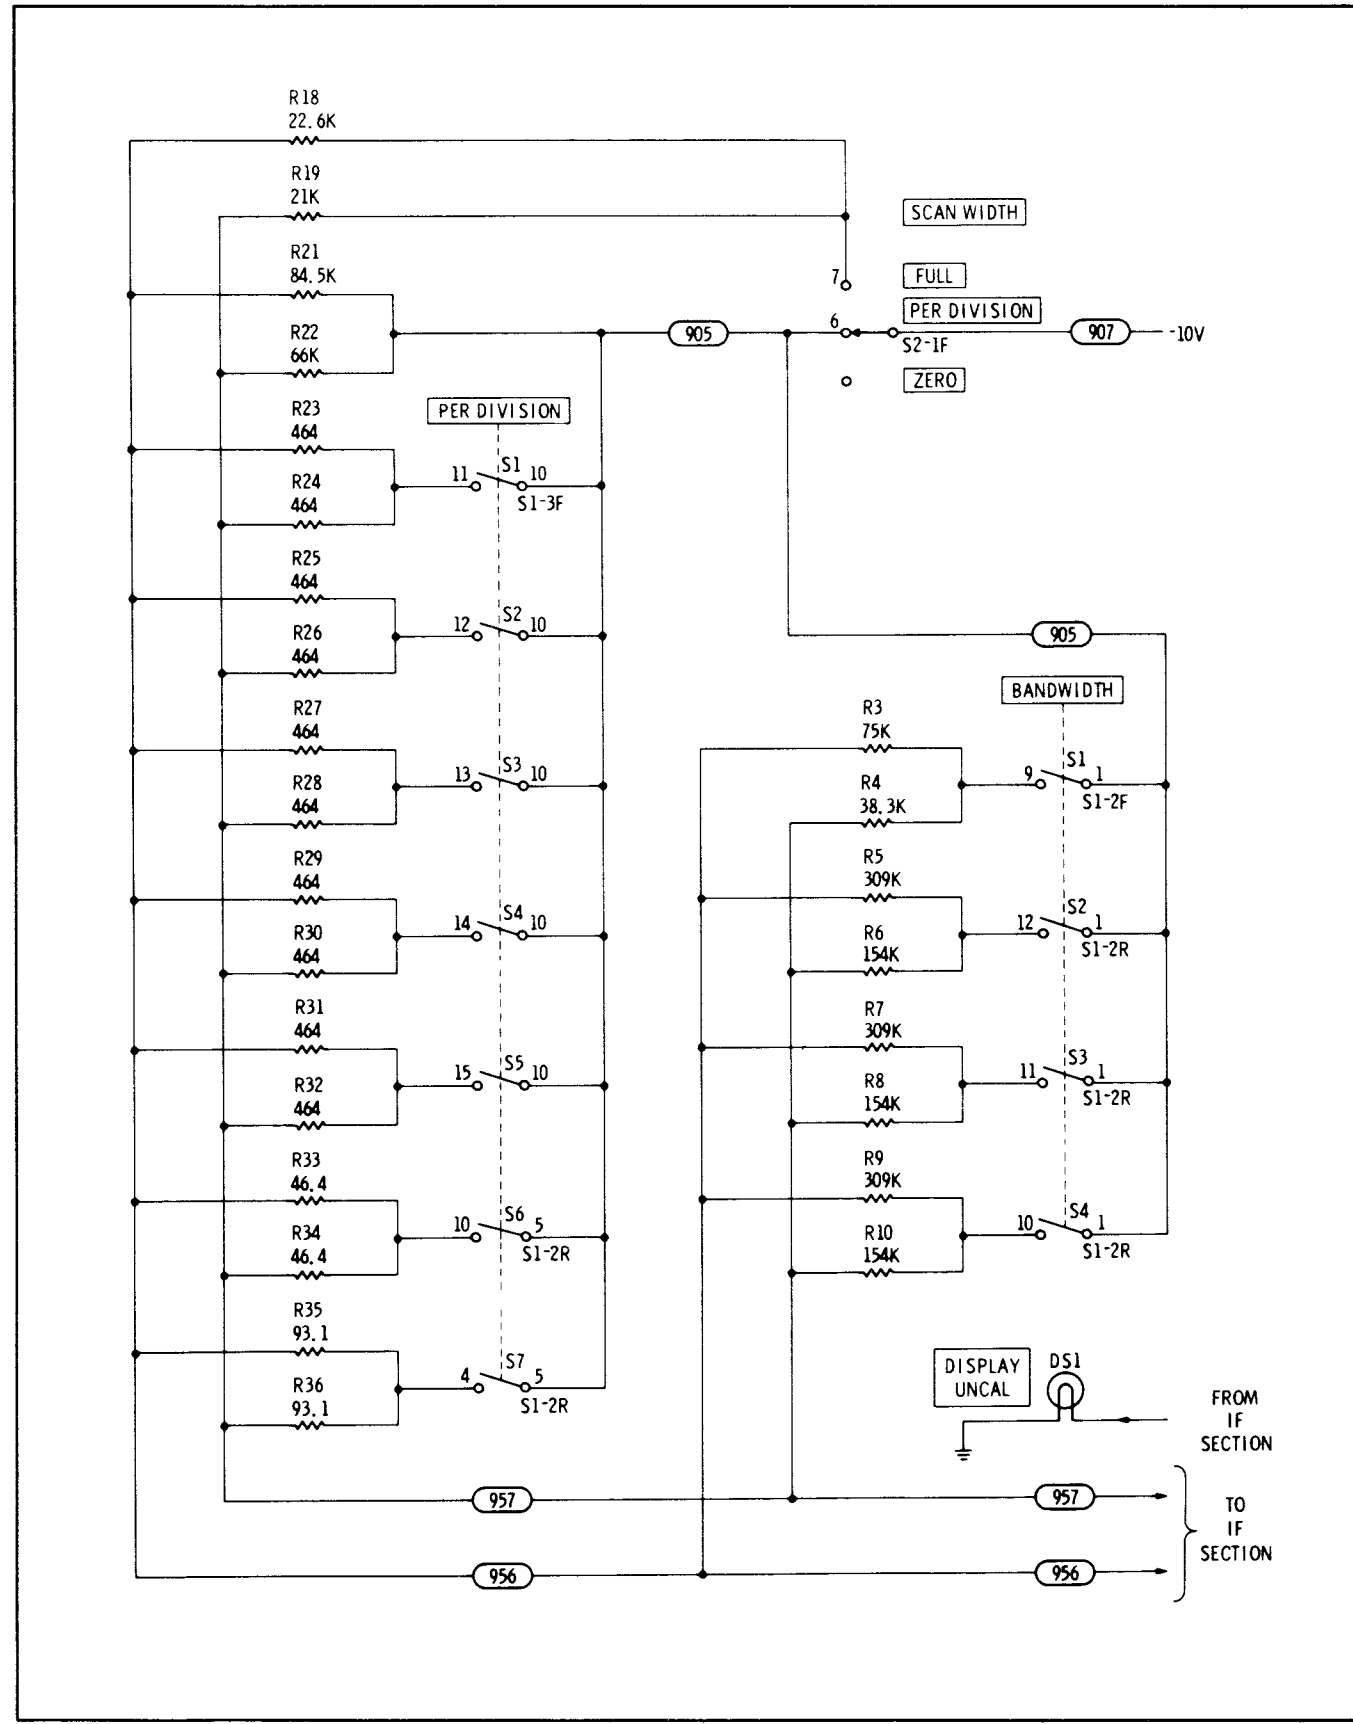 R18
22.6K
R19
21K
SCAN WIDTH
R21
84.5K
7
FULL
PER DIVISION
R22
66K
905
6
S2-1F
907
-10V
ZERO
R23
464
PER DIVISION
R24
464
11
S1
10
S1-3F
R25
464
R26
464
12
S2
10
905
BANDWIDTH
R27
464
R28
464
13
S3
10
R3
75K
R4
38.3K
9
S1
1
S1-2F
R29
464
R30
464
14
S4
10
R5
309K
R6
154K
12
S2
1
S1-2R
R31
464
R32
464
15
S5
10
R7
309K
R8
154K
11
S3
1
S1-2R
R33
46.4
R34
46.4
10
S6
5
S1-2R
R9
309K
R10
154K
10
S4
1
S1-2R
R35
93.1
R36
93.1
4
S7
5
S1-2R
DISPLAY
UNCAL
DS1
FROM
IF
SECTION
957
957
TO
IF
SECTION
956
956